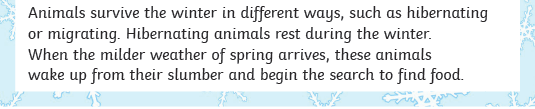 Animals survive the winter in different ways, such as hibernating
or migrating. Hibernating animals rest during the winter.
When the milder weather of spring arrives, these animals
wake up from their slumber and begin the search to find food.